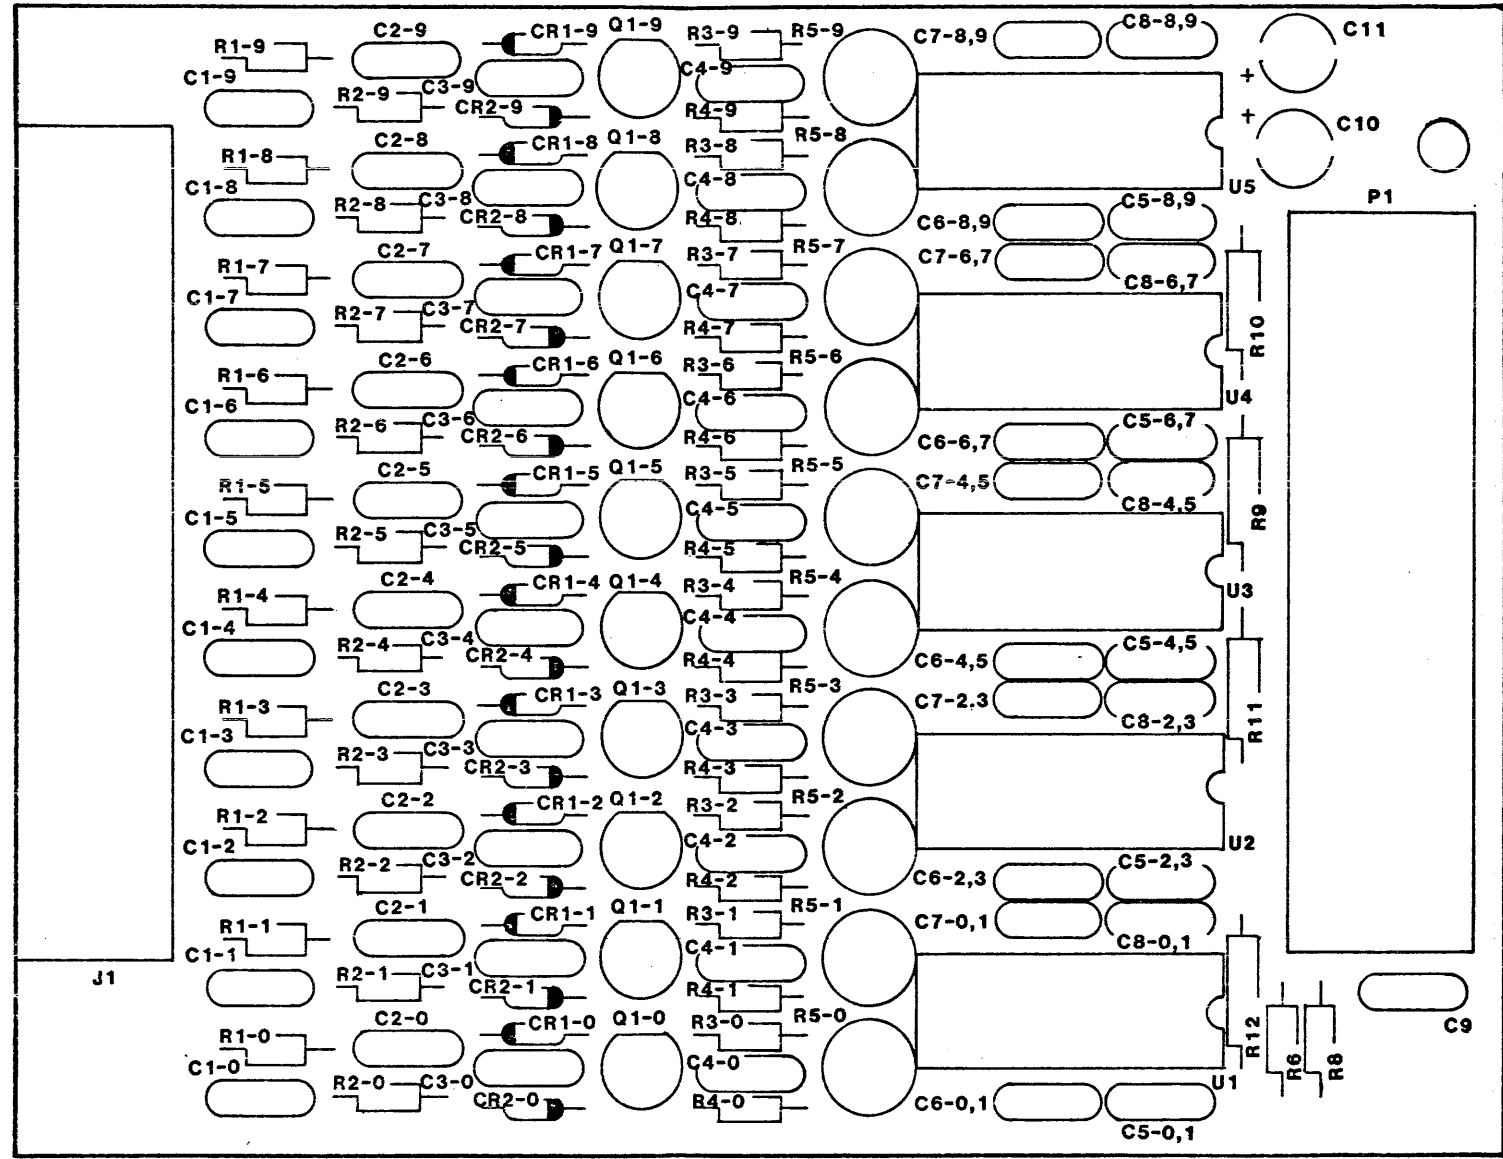 R1-9 C2-9 CR1-9 Q1-9 R3-9 R5-9 C7-8,9 C8-8,9 C11
C1-9 R2-9 C3-9 CR2-9 C4-9 R4-9 + + C10
R1-8 C2-8 CR1-8 Q1-8 R3-8 R5-8
C1-8 R2-8 C3-8 CR2-8 C4-8 R4-8 C6-8,9 C5-8,9 U5 P1
R1-7 C2-7 CR1-7 Q1-7 R3-7 R5-7 C7-6,7 C8-6,7
C1-7 R2-7 C3-7 CR2-7 C4-7 R4-7 R10
R1-6 C2-6 CR1-6 Q1-6 R3-6 R5-6
C1-6 R2-6 C3-6 CR2-6 C4-6 R4-6 C6-6,7 C5-6,7 U4
R1-5 C2-5 CR1-5 Q1-5 R3-5 R5-5 C7-4,5 C8-4,5
C1-5 R2-5 C3-5 CR2-5 C4-5 R4-5 R9
R1-4 C2-4 CR1-4 Q1-4 R3-4 R5-4 U3
C1-4 R2-4 C3-4 CR2-4 C4-4 R4-4 C6-4,5 C5-4,5
R1-3 C2-3 CR1-3 Q1-3 R3-3 R5-3 C7-2,3 C8-2,3
C1-3 R2-3 C3-3 CR2-3 C4-3 R4-3 R11
R1-2 C2-2 CR1-2 Q1-2 R3-2 R5-2
C1-2 R2-2 C3-2 CR2-2 C4-2 R4-2 C6-2,3 C5-2,3 U2
R1-1 C2-1 CR1-1 Q1-1 R3-1 R5-1 C7-0,1 C8-0,1
J1 C1-1 R2-1 C3-1 CR2-1 C4-1 R4-1
R1-0 C2-0 CR1-0 Q1-0 R3-0 R5-0 R12 C9
C1-0 R2-0 C3-0 CR2-0 C4-0 R4-0 C6-0,1 C5-0,1 U1 R6 R8